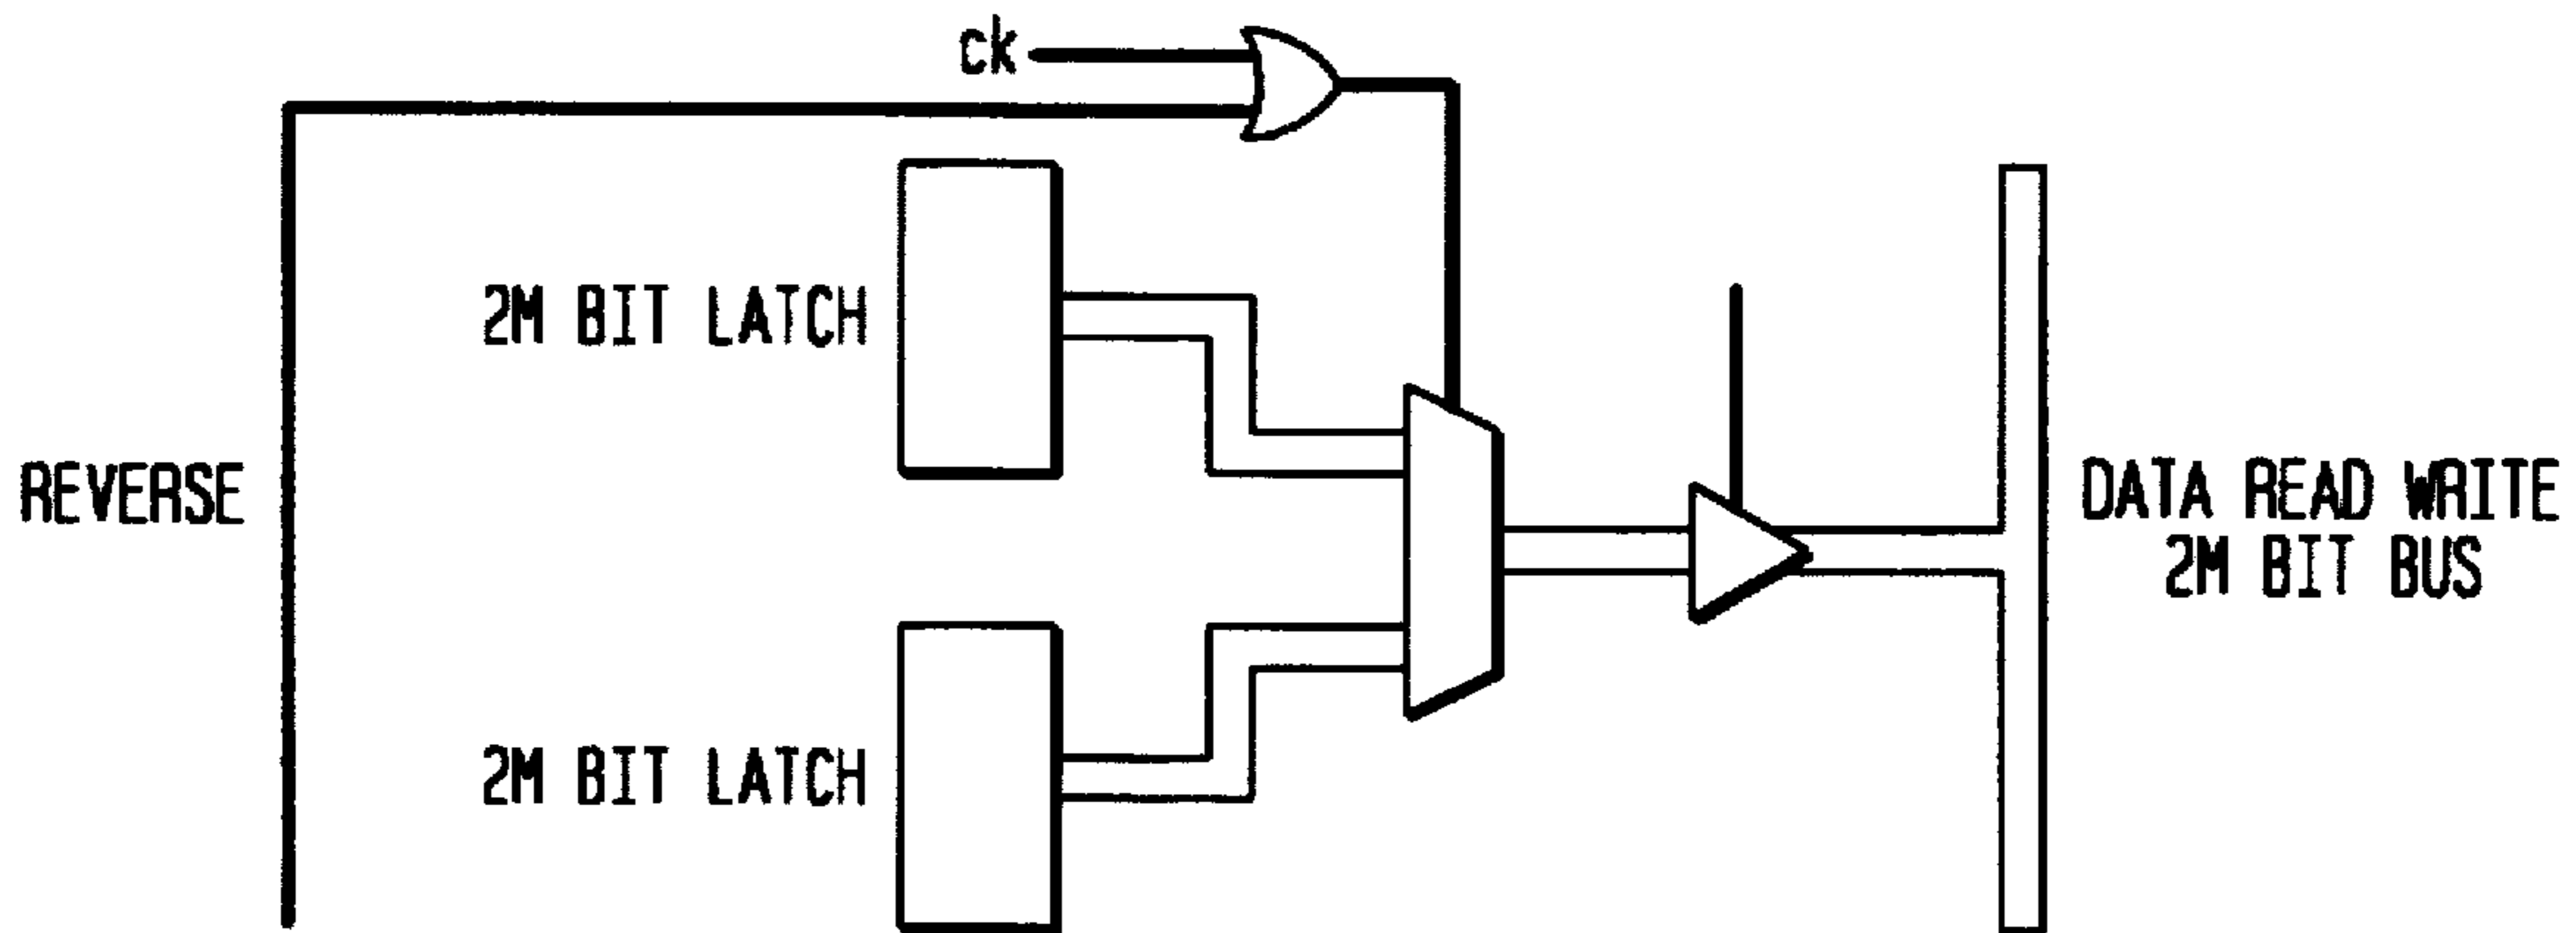 ck
2M BIT LATCH
REVERSE
DATA READ WRITE
2M BIT BUS
2M BIT LATCH